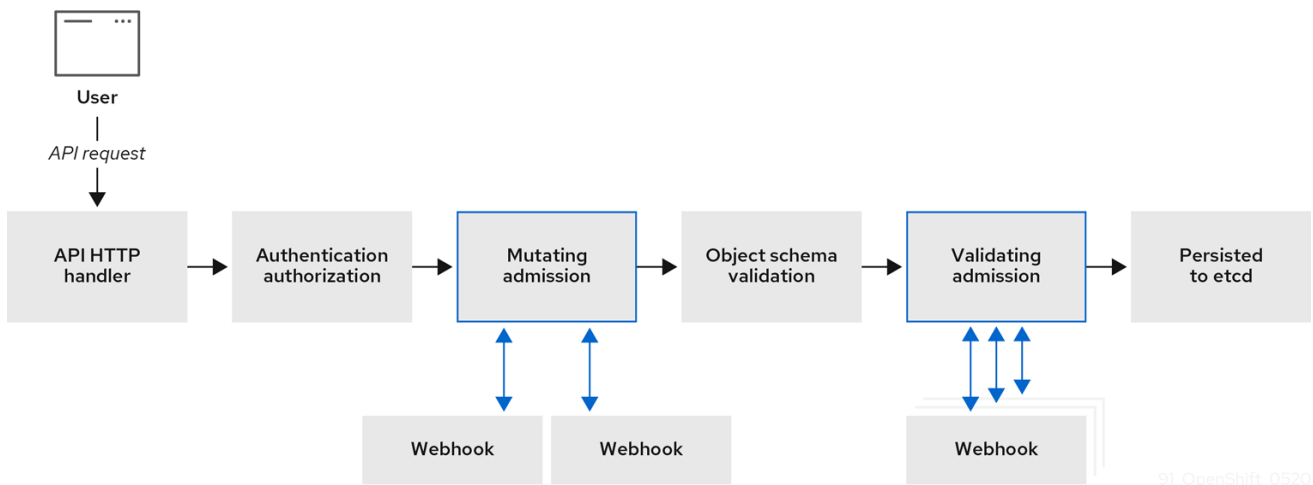 User
API request
API HTTP
handler
Authentication
authorization
Mutating
admission
Object schema
validation
Validating
admission
Persisted
to etcd
Webhook
Webhook
Webhook
91_OpenShift_0520